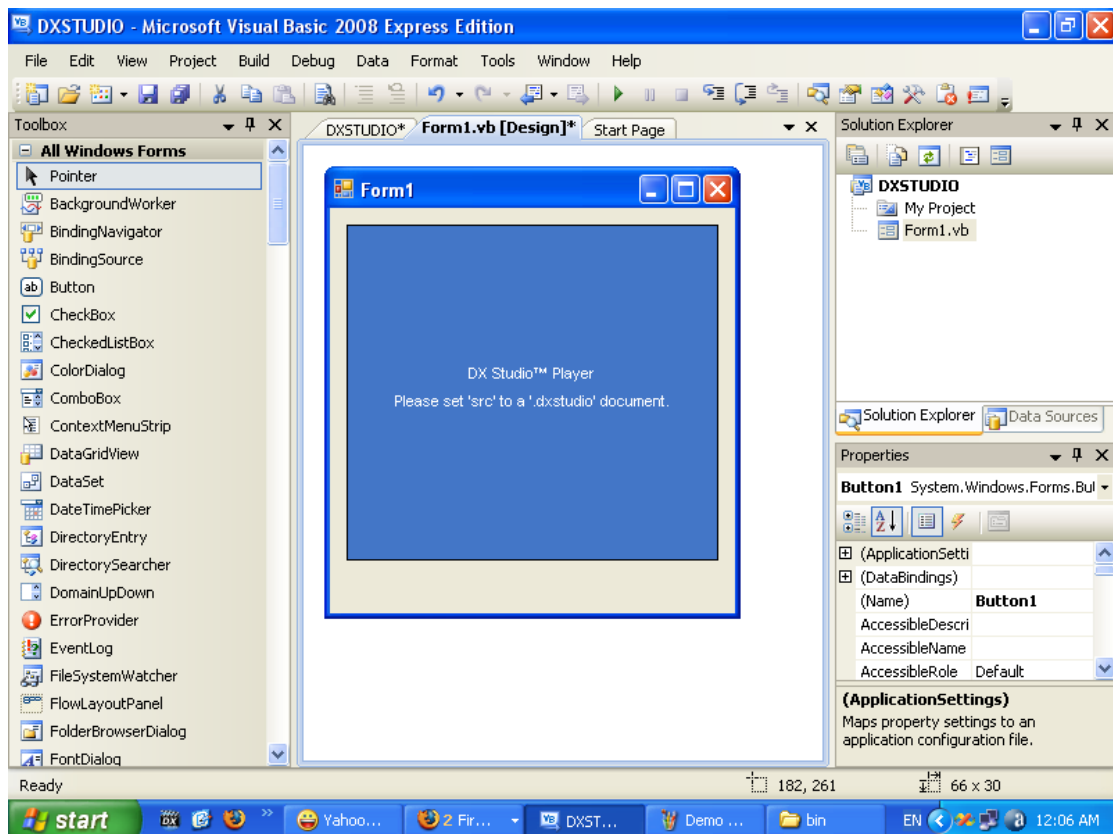 DXSTUDIO - Microsoft Visual Basic 2008 Express Edition
File Edit View Project Build Debug Data Format Tools Window Help
Toolbox
All Windows Forms
Pointer
BackgroundWorker
BindingNavigator
BindingSource
ab Button
CheckBox
CheckedListBox
ColorDialog
ComboBox
ContextMenuStrip
DataGridView
DataSet
DateTimePicker
DirectoryEntry
DirectorySearcher
DomainUpDown
ErrorProvider
EventLog
FileSystemWatcher
FlowLayoutPanel
FolderBrowserDialog
FontDialog
DXSTUDIO* Form1.vb [Design]* Start Page
Form1
DX Studio™ Player
Please set 'src' to a '.dxstudio' document.
Solution Explorer
DXSTUDIO
My Project
Form1.vb
Solution Explorer Data Sources
Properties
Button1 System.Windows.Forms.But
(ApplicationSetti
(DataBindings)
(Name) Button1
AccessibleDescri
AccessibleName
AccessibleRole Default
(ApplicationSettings)
Maps property settings to an
application configuration file.
Ready 182, 261 66 x 30
start DX Yahoo... 2 Fir... DXST... Demo ... bin EN 12:06 AM